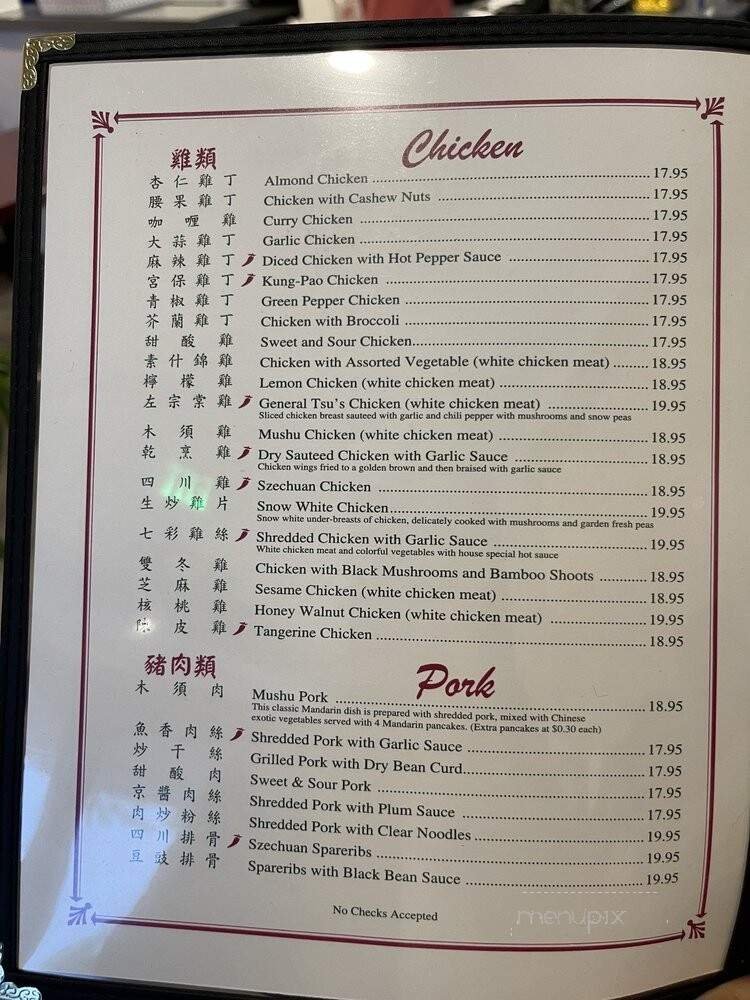 雞類 Chicken
杏仁雞丁 Almond Chicken 17.95
腰果雞丁 Chicken with Cashew Nuts 17.95
咖喱雞 Curry Chicken 17.95
大蒜雞丁 Garlic Chicken 17.95
麻辣雞丁 Diced Chicken with Hot Pepper Sauce 17.95
宮保雞丁 Kung-Pao Chicken 17.95
青椒雞丁 Green Pepper Chicken 17.95
芥蘭雞丁 Chicken with Broccoli 17.95
甜酸雞 Sweet and Sour Chicken 17.95
素什錦雞 Chicken with Assorted Vegetable (white chicken meat) 18.95
檸檬雞 Lemon Chicken (white chicken meat) 18.95
左宗棠雞 General Tsu's Chicken (white chicken meat) 19.95
Sliced chicken breast sauteed with garlic and chili pepper with mushrooms and snow peas
木須雞 Mushu Chicken (white chicken meat) 18.95
乾烹雞 Dry Sauteed Chicken with Garlic Sauce 18.95
Chicken wings fried to a golden brown and then braised with garlic sauce
四川雞 Szechuan Chicken 18.95
生炒雞片 Snow White Chicken 19.95
Snow white under-breasts of chicken, delicately cooked with mushrooms and garden fresh peas
七彩雞絲 Shredded Chicken with Garlic Sauce 19.95
White chicken meat and colorful vegetables with house special hot sauce
雙冬雞 Chicken with Black Mushrooms and Bamboo Shoots 18.95
芝麻雞 Sesame Chicken (white chicken meat) 18.95
核桃雞 Honey Walnut Chicken (white chicken meat) 19.95
陳皮雞 Tangerine Chicken 18.95
豬肉類 Pork
木須肉 Mushu Pork 18.95
This classic Mandarin dish is prepared with shredded pork, mixed with Chinese
exotic vegetables served with 4 Mandarin pancakes. (Extra pancakes at $0.30 each)
魚香肉絲 Shredded Pork with Garlic Sauce 17.95
炒干絲 Grilled Pork with Dry Bean Curd 17.95
甜酸肉 Sweet & Sour Pork 17.95
京醬肉絲 Shredded Pork with Plum Sauce 17.95
肉炒粉絲 Shredded Pork with Clear Noodles 19.95
四川排骨 Szechuan Spareribs 19.95
豆豉排骨 Spareribs with Black Bean Sauce 19.95
No Checks Accepted
menupix